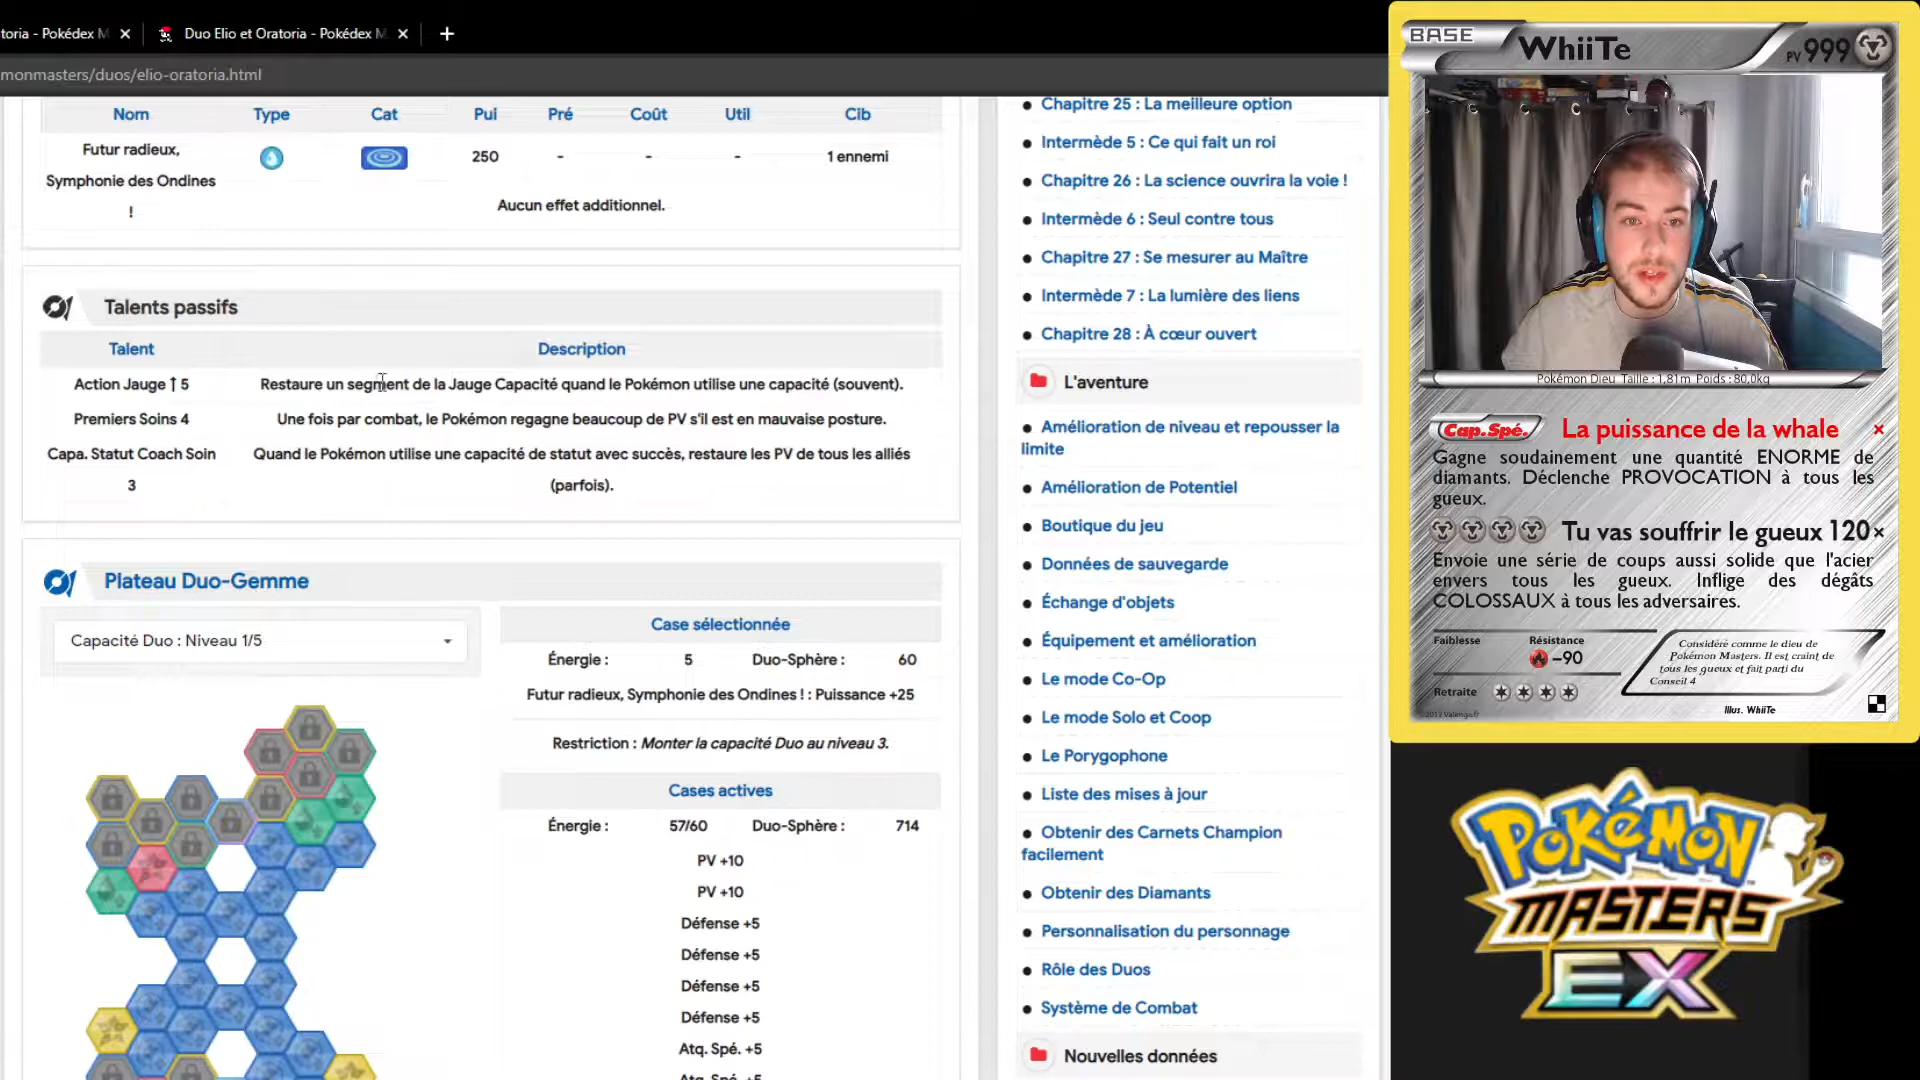 toria - Pokédex M
Duo Elio et Oratoria - Pokédex M
monmasters/duos/elio-oratoria.html
Nom Type Cat Pui Pré Coût Util Cib
Futur radieux,
Symphonie des Ondines
!
250 - - - 1 ennemi
Aucun effet additionnel.
Talents passifs
Talent Description
Action Jauge ↑ 5 Restaure un segment de la Jauge Capacité quand le Pokémon utilise une capacité (souvent).
Premiers Soins 4 Une fois par combat, le Pokémon regagne beaucoup de PV s'il est en mauvaise posture.
Capa. Statut Coach Soin
3
Quand le Pokémon utilise une capacité de statut avec succès, restaure les PV de tous les alliés
(parfois).
Plateau Duo-Gemme
Capacité Duo : Niveau 1/5
Case sélectionnée
Énergie : 5 Duo-Sphère : 60
Futur radieux, Symphonie des Ondines ! : Puissance +25
Restriction : Monter la capacité Duo au niveau 3.
Cases actives
Énergie : 57/60 Duo-Sphère : 714
PV +10
PV +10
Défense +5
Défense +5
Défense +5
Défense +5
Atq. Spé. +5
Atq. Spé. +5
Chapitre 25 : La meilleure option
Intermède 5 : Ce qui fait un roi
Chapitre 26 : La science ouvrira la voie !
Intermède 6 : Seul contre tous
Chapitre 27 : Se mesurer au Maître
Intermède 7 : La lumière des liens
Chapitre 28 : À cœur ouvert
L'aventure
Amélioration de niveau et repousser la
limite
Amélioration de Potentiel
Boutique du jeu
Données de sauvegarde
Échange d'objets
Équipement et amélioration
Le mode Co-Op
Le mode Solo et Coop
Le Porygophone
Liste des mises à jour
Obtenir des Carnets Champion
facilement
Obtenir des Diamants
Personnalisation du personnage
Rôle des Duos
Système de Combat
Nouvelles données
BASE WhiiTe PV 999
Pokémon Dieu Taille : 1,81m Poids : 80,0kg
Cap.Spé. La puissance de la whale ×
Gagne soudainement une quantité ENORME de
diamants. Déclenche PROVOCATION à tous les
gueux.
Tu vas souffrir le gueux 120×
Envoie une série de coups aussi solide que l'acier
envers tous les gueux. Inflige des dégâts
COLOSSAUX à tous les adversaires.
Faiblesse Résistance
-90
Retraite
Considéré comme le dieu de
Pokémon Masters. Il est craint de
tous les gueux et fait parti du
Conseil 4
Illus. WhiiTe
POKÉMON
MASTERS
EX